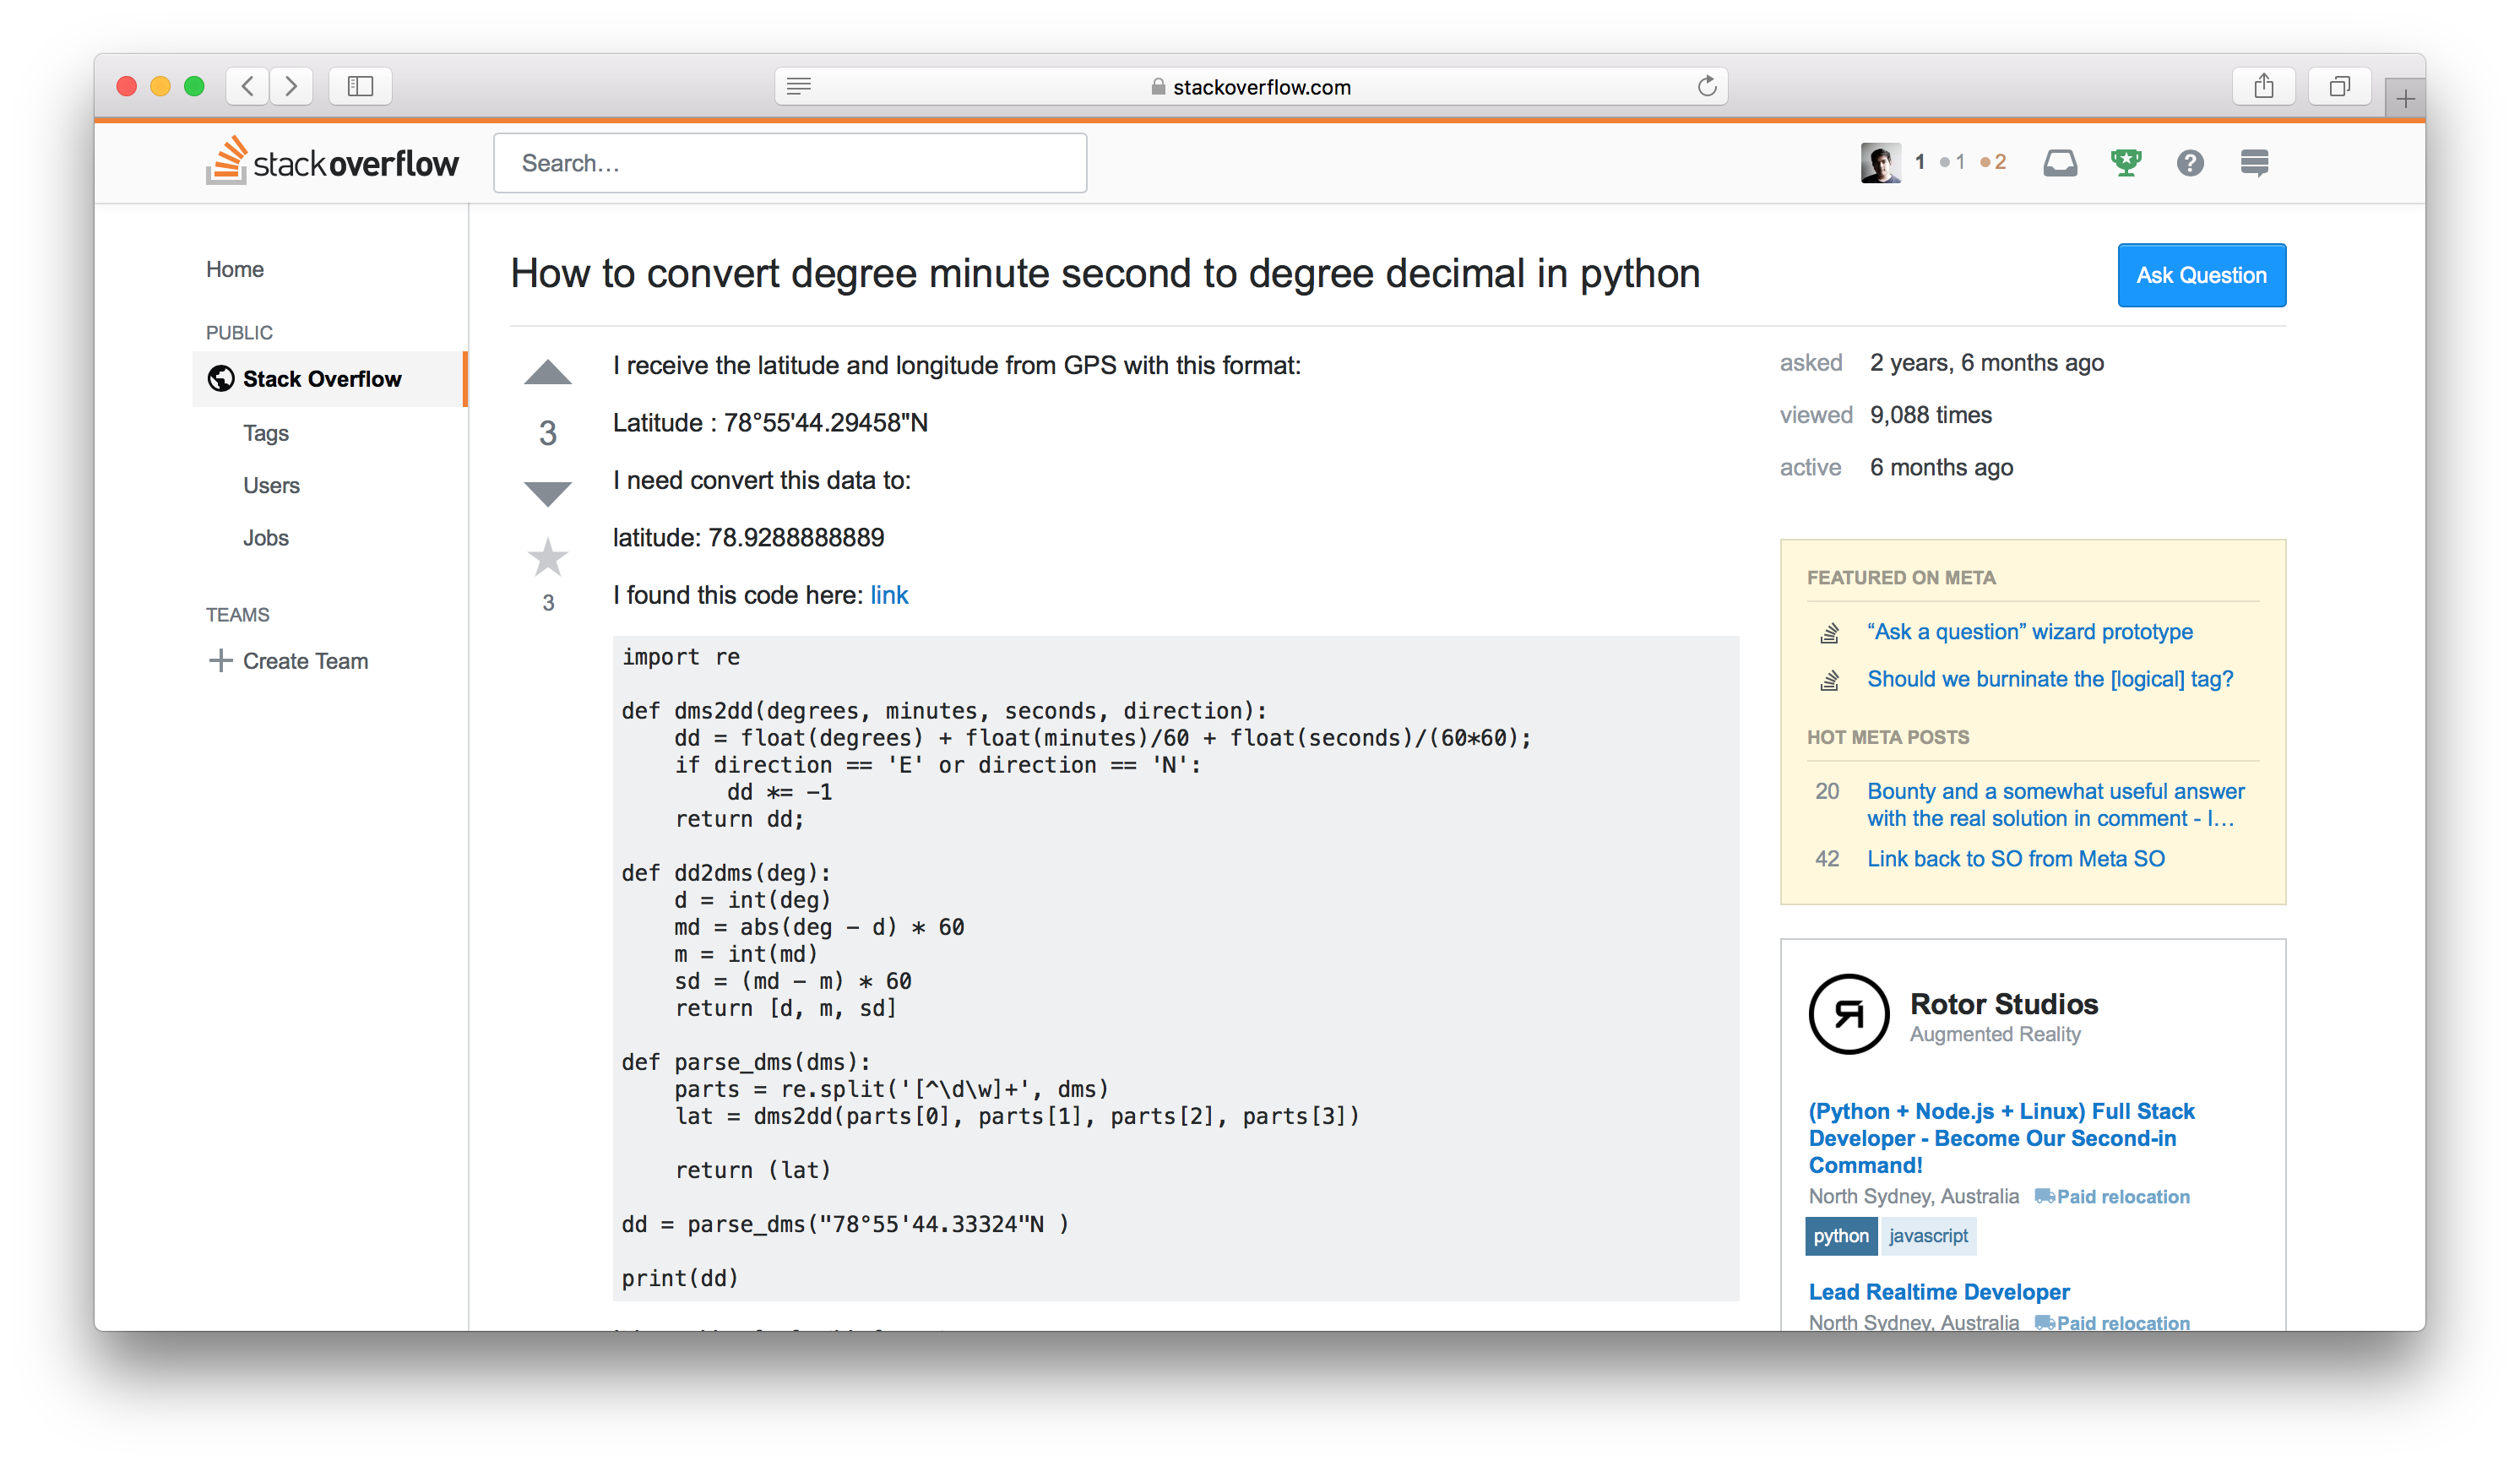 stackoverflow.com
stackoverflow
Search…
1 1 2
Home
PUBLIC
Stack Overflow
Tags
Users
Jobs
TEAMS
Create Team
How to convert degree minute second to degree decimal in python
Ask Question
3
3
I receive the latitude and longitude from GPS with this format:
Latitude : 78°55'44.29458"N
I need convert this data to:
latitude: 78.9288888889
I found this code here: link
import re
def dms2dd(degrees, minutes, seconds, direction):
    dd = float(degrees) + float(minutes)/60 + float(seconds)/(60*60);
    if direction == 'E' or direction == 'N':
        dd *= -1
    return dd;
def dd2dms(deg):
    d = int(deg)
    md = abs(deg - d) * 60
    m = int(md)
    sd = (md - m) * 60
    return [d, m, sd]
def parse_dms(dms):
    parts = re.split('[^\d\w]+', dms)
    lat = dms2dd(parts[0], parts[1], parts[2], parts[3])
    return (lat)
dd = parse_dms("78°55'44.33324"N )
print(dd)
asked 2 years, 6 months ago
viewed 9,088 times
active 6 months ago
FEATURED ON META
“Ask a question” wizard prototype
Should we burninate the [logical] tag?
HOT META POSTS
20 Bounty and a somewhat useful answer
with the real solution in comment - I…
42 Link back to SO from Meta SO
Rotor Studios
Augmented Reality
(Python + Node.js + Linux) Full Stack
Developer - Become Our Second-in
Command!
North Sydney, Australia Paid relocation
python javascript
Lead Realtime Developer
North Sydney, Australia Paid relocation